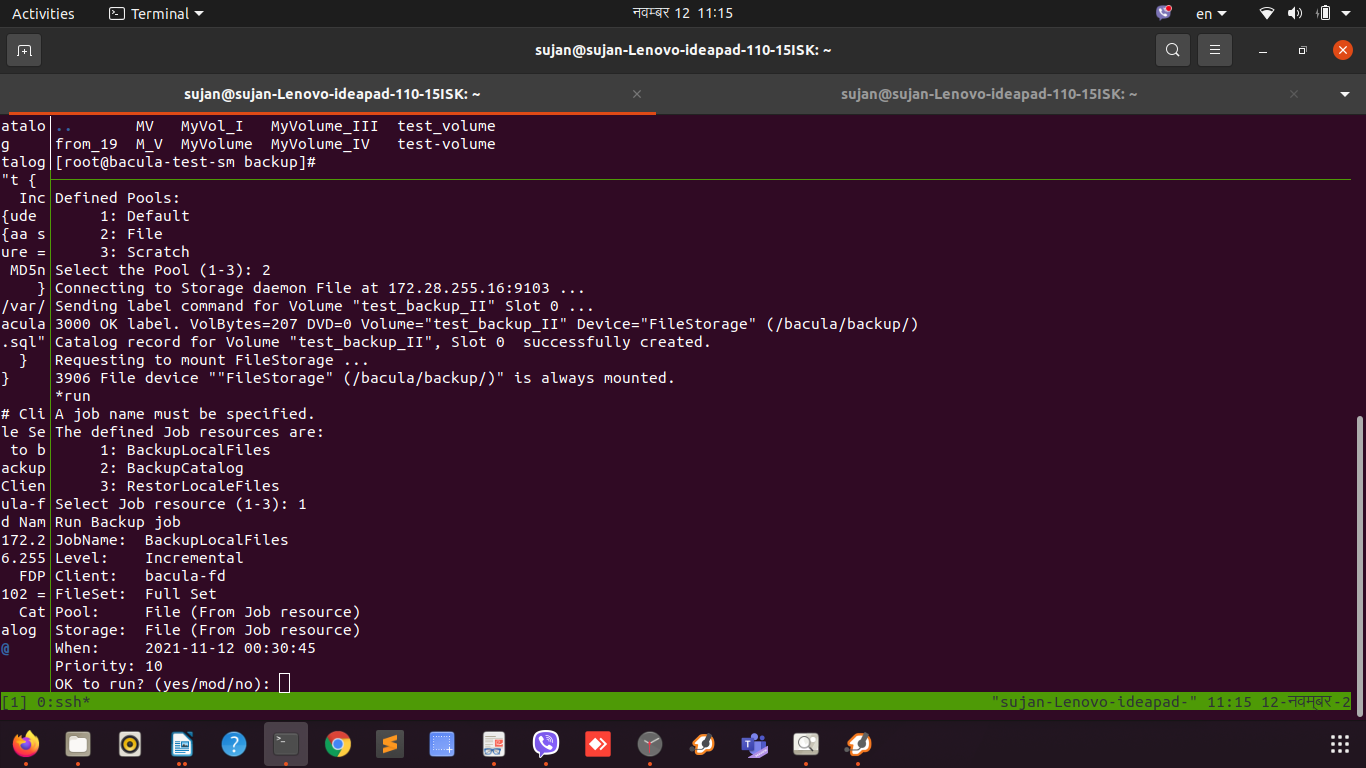 Activities
Terminal
नवम्बर 12 11:15
en
sujan@sujan-Lenovo-ideapad-110-15ISK: ~
sujan@sujan-Lenovo-ideapad-110-15ISK: ~
sujan@sujan-Lenovo-ideapad-110-15ISK: ~
atalo
g
talog
"t {
  Inc
{ude
{aa s
ure =
 MD5n
    }
/var/
acula
.sql"
  }
}
# Cli
le Se
 to b
ackup
Clien
ula-f
d Nam
172.2
6.255
  FDP
102 =
  Cat
alog
@
..       MV   MyVol_I   MyVolume_III  test_volume
from_19  M_V  MyVolume  MyVolume_IV   test-volume
[root@bacula-test-sm backup]#
Defined Pools:
     1: Default
     2: File
     3: Scratch
Select the Pool (1-3): 2
Connecting to Storage daemon File at 172.28.255.16:9103 ...
Sending label command for Volume "test_backup_II" Slot 0 ...
3000 OK label. VolBytes=207 DVD=0 Volume="test_backup_II" Device="FileStorage" (/bacula/backup/)
Catalog record for Volume "test_backup_II", Slot 0  successfully created.
Requesting to mount FileStorage ...
3906 File device ""FileStorage" (/bacula/backup/)" is always mounted.
*run
A job name must be specified.
The defined Job resources are:
     1: BackupLocalFiles
     2: BackupCatalog
     3: RestorLocaleFiles
Select Job resource (1-3): 1
Run Backup job
JobName:  BackupLocalFiles
Level:    Incremental
Client:   bacula-fd
FileSet:  Full Set
Pool:     File (From Job resource)
Storage:  File (From Job resource)
When:     2021-11-12 00:30:45
Priority: 10
OK to run? (yes/mod/no):
[1] 0:ssh*
"sujan-Lenovo-ideapad-" 11:15 12-नवम्बर-2